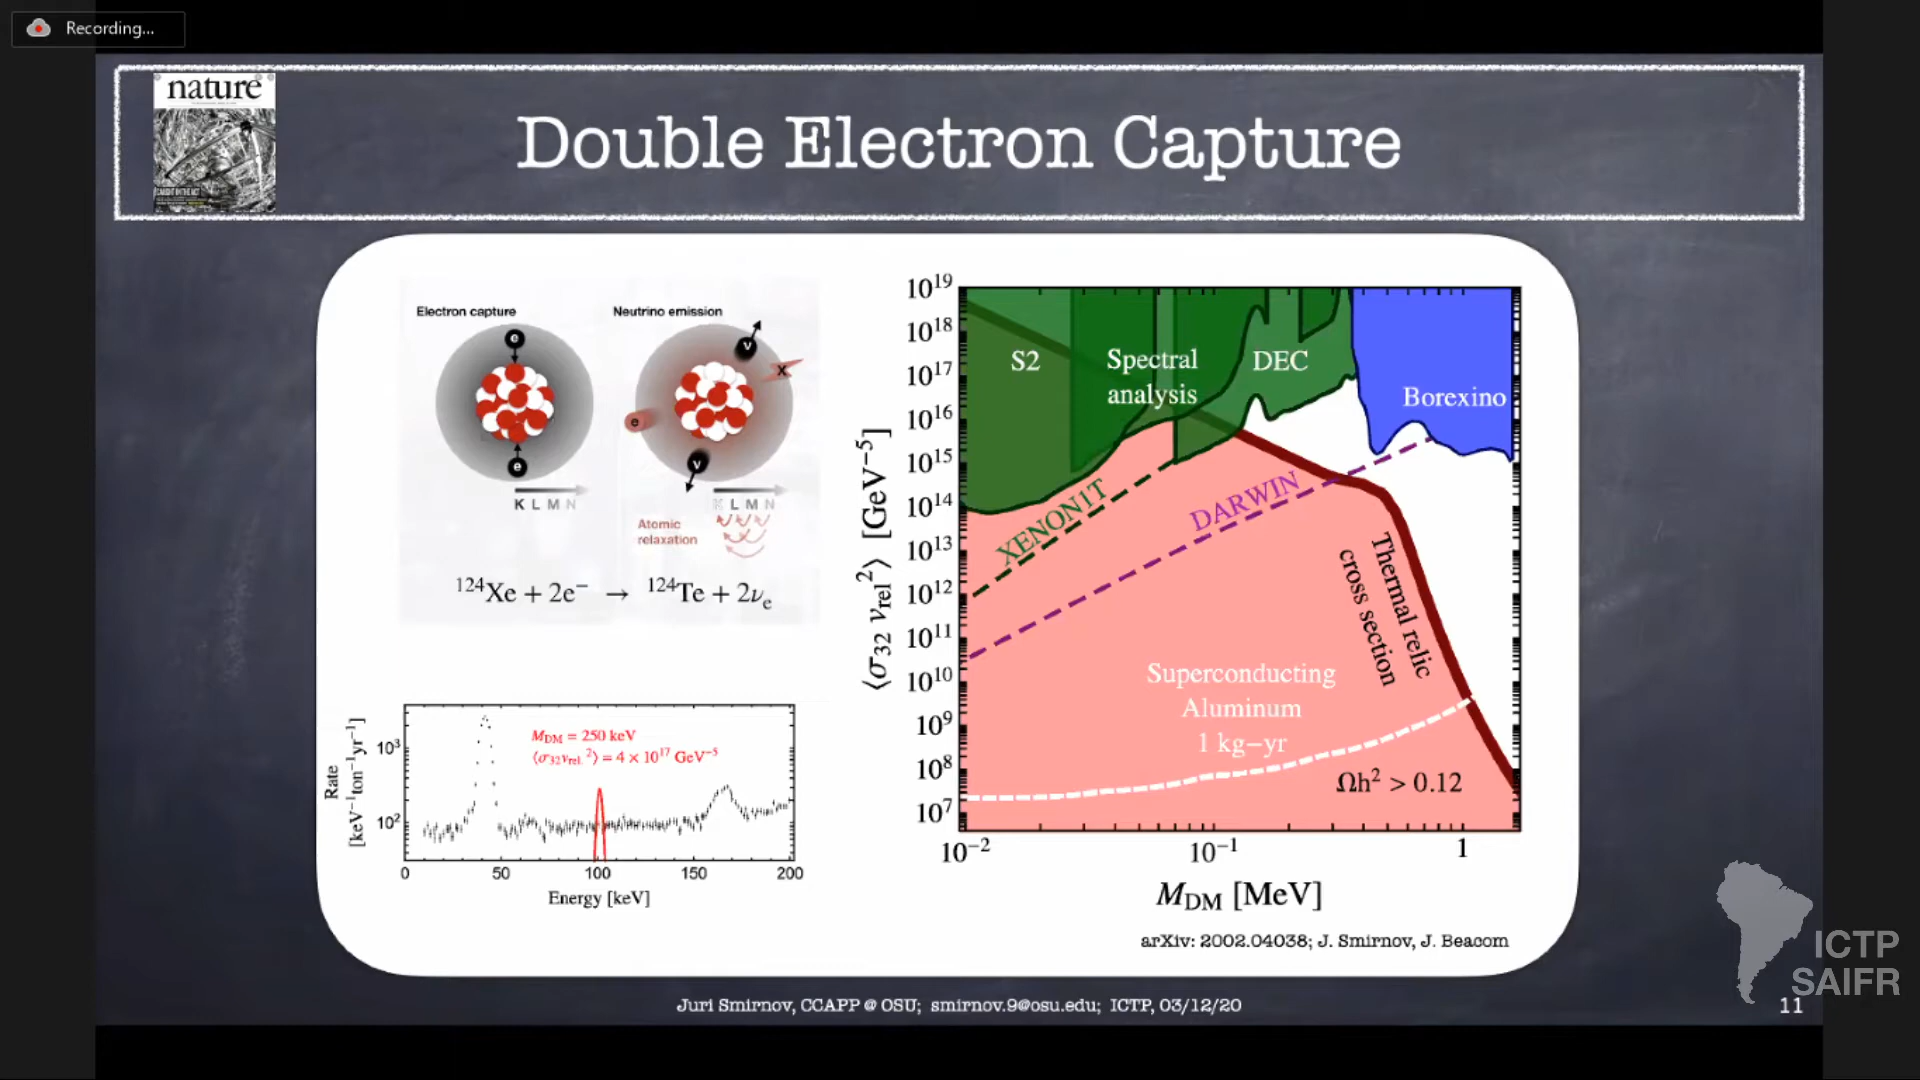 Recording...
nature
Double Electron Capture
Electron capture
Neutrino emission
e
e
e
ν
ν
X
K L M N
K L M N
Atomic
relaxation
¹²⁴Xe + 2e⁻ → ¹²⁴Te + 2νₑ
Rate
[keV⁻¹ton⁻¹yr⁻¹]
10³
10²
M_DM = 250 keV
⟨σ₃₂v_rel.²⟩ = 4 × 10¹⁷ GeV⁻⁵
0 50 100 150 200
Energy [keV]
⟨σ₃₂ v_rel²⟩ [GeV⁻⁵]
10¹⁹
10¹⁸
10¹⁷
10¹⁶
10¹⁵
10¹⁴
10¹³
10¹²
10¹¹
10¹⁰
10⁹
10⁸
10⁷
S2
Spectral
analysis
DEC
Borexino
XENON1T
DARWIN
Thermal relic
cross section
Superconducting
Aluminum
1 kg−yr
Ωh² > 0.12
10⁻² 10⁻¹ 1
M_DM [MeV]
arXiv: 2002.04038; J. Smirnov, J. Beacom
ICTP
SAIFR
Juri Smirnov, CCAPP @ OSU; smirnov.9@osu.edu; ICTP, 03/12/20
11